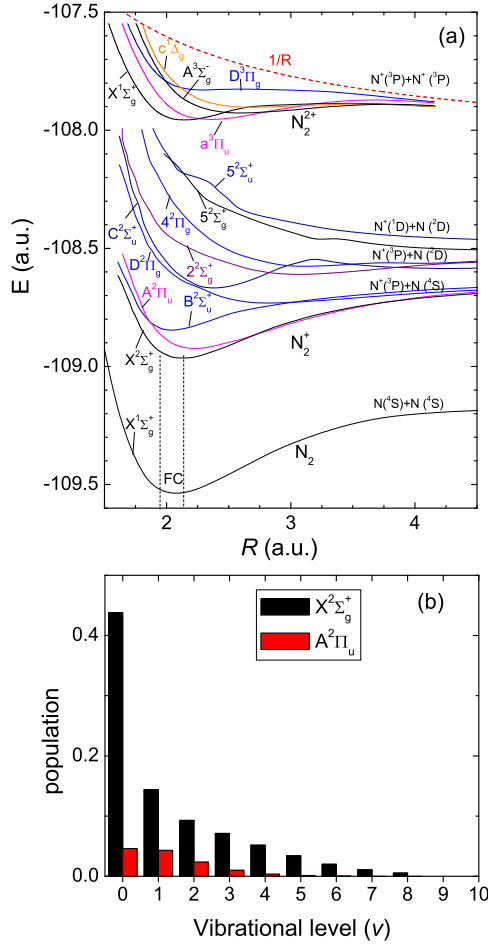 -107.5
(a)
c¹Δg
1/R
A³Σg⁻
D³Πg
N⁺(³P)+N⁺ (³P)
X¹Σg⁺
N₂²⁺
-108.0
a³Πu
5²Σu⁺
5²Σg⁺
4²Πg
N⁺(¹D)+N (²D)
C²Σu⁺
-108.5
N⁺(³P)+N (²D)
D²Πg
2²Σg⁺
N⁺(³P)+N (⁴S)
A²Πu
B²Σu⁺
E (a.u.)
-109.0
X²Σg⁺
N₂⁺
N(⁴S)+N (⁴S)
X¹Σg⁺
N₂
-109.5
FC
2
3
4
R (a.u.)
(b)
X²Σg⁺
A²Πu
0.4
0.2
0.0
population
0 1 2 3 4 5 6 7 8 9 10
Vibrational level (v)